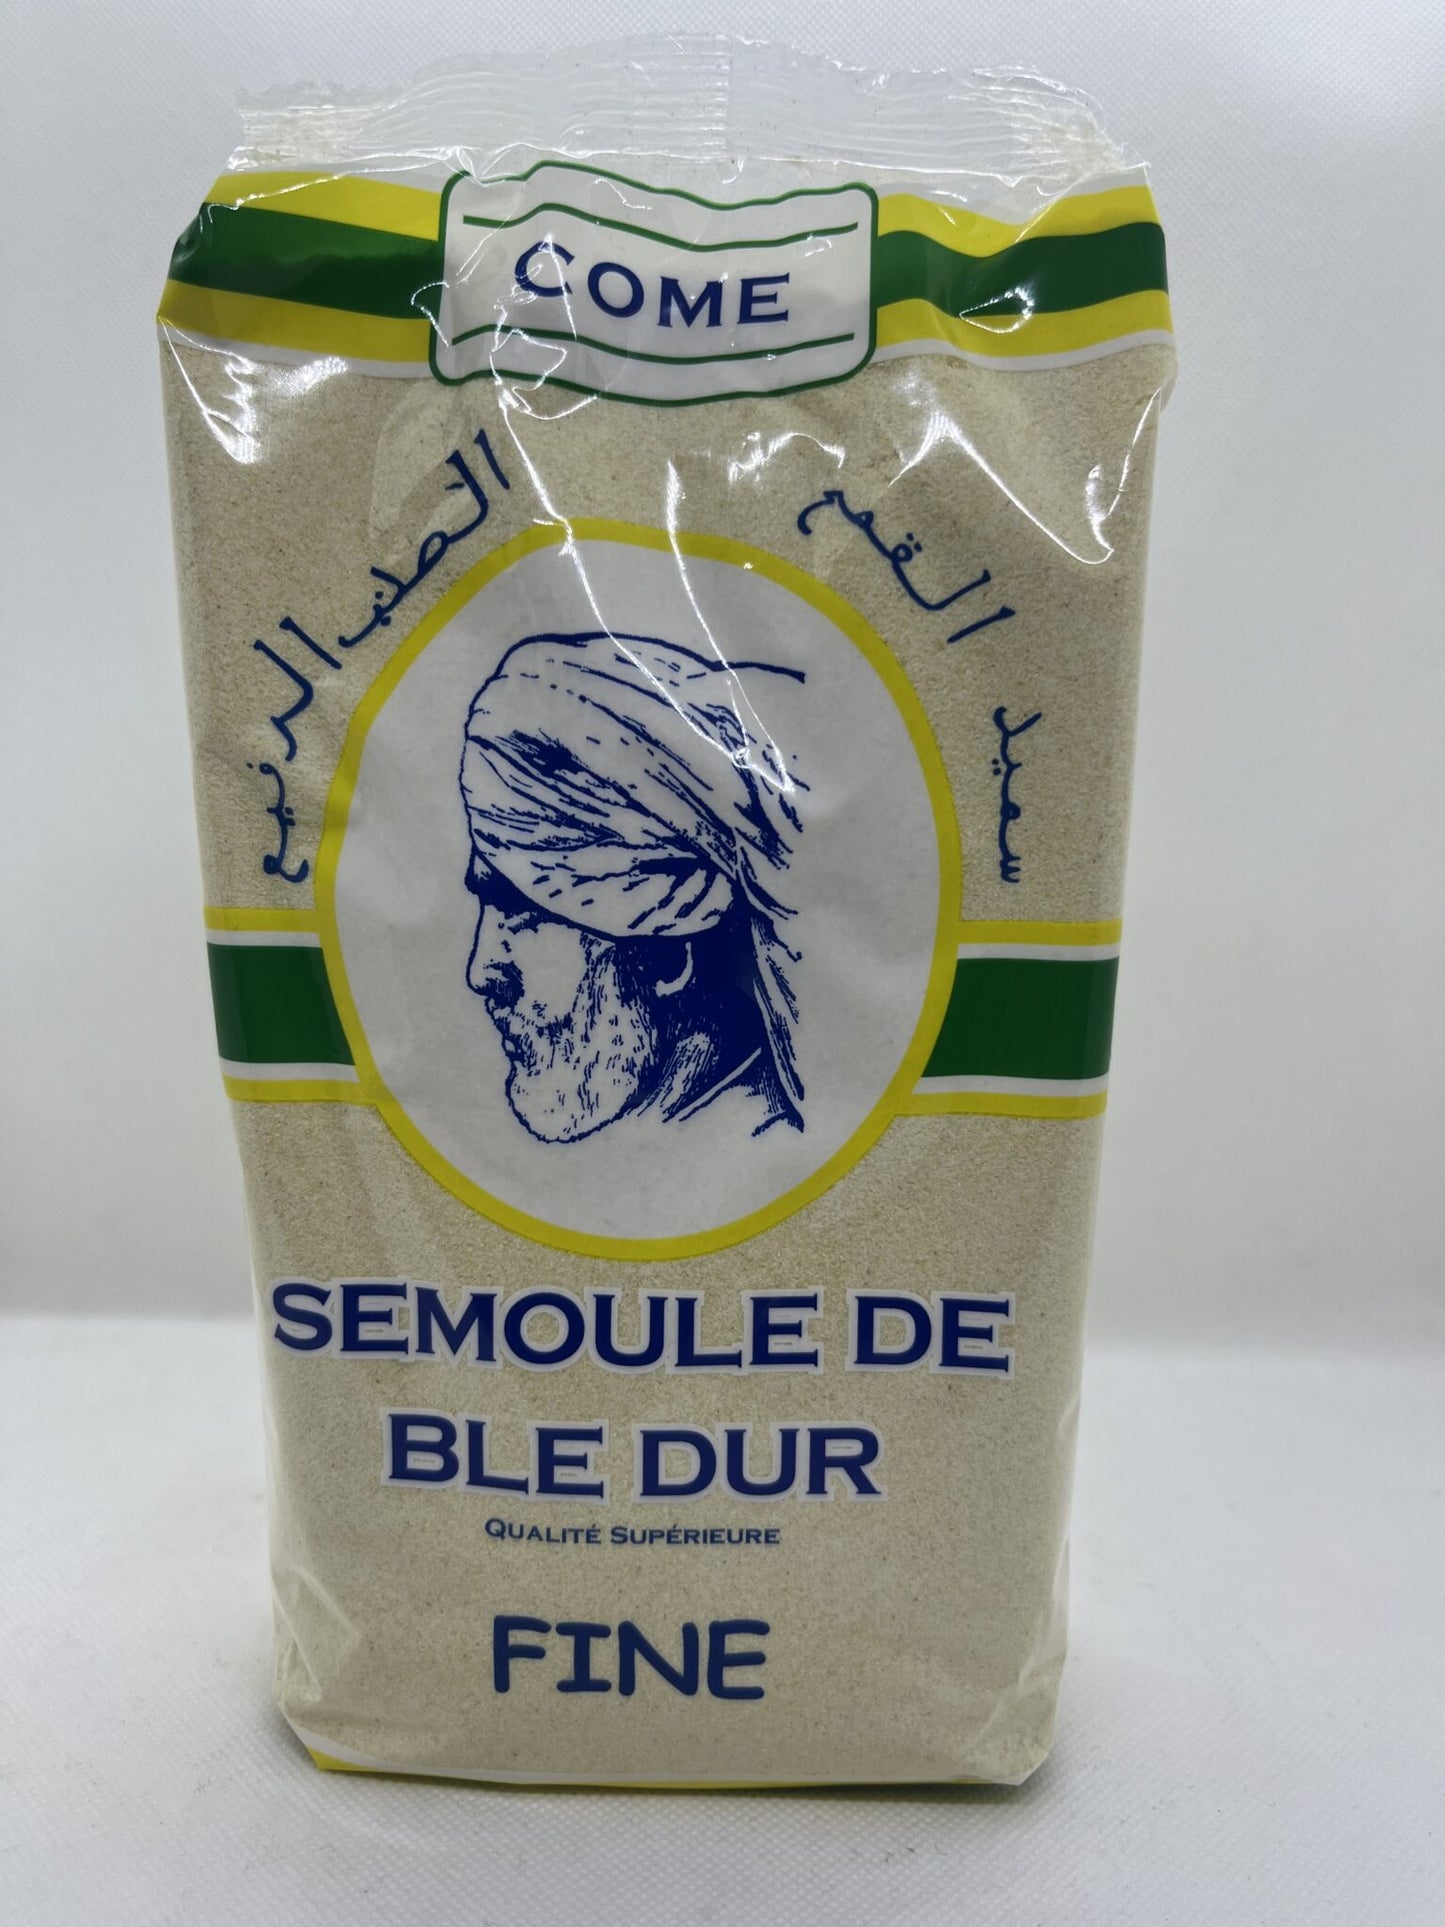 COME
سميد القمح
الصلب الرفيع
SEMOULE DE
BLE DUR
QUALITÉ SUPÉRIEURE
FINE